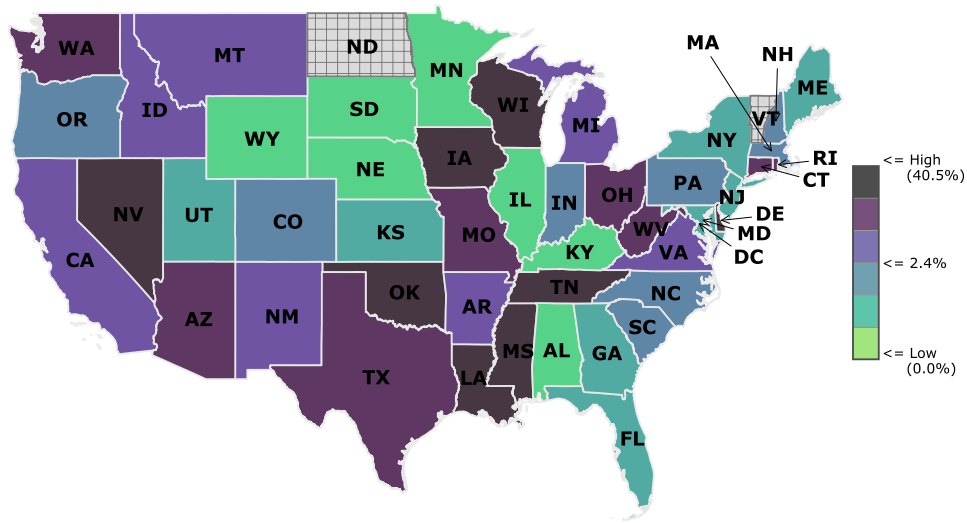 MA
NH
WA
MT
ND
MN
ME
OR
ID
SD
WI
MI
VT
NY
WY
IA
RI
<= High
(40.5%)
NE
CT
NV
UT
CO
KS
IL
IN
OH
PA
NJ
DE
MD
DC
WV
VA
CA
MO
KY
<= 2.4%
AZ
NM
OK
AR
TN
NC
SC
TX
LA
MS
AL
GA
<= Low
(0.0%)
FL